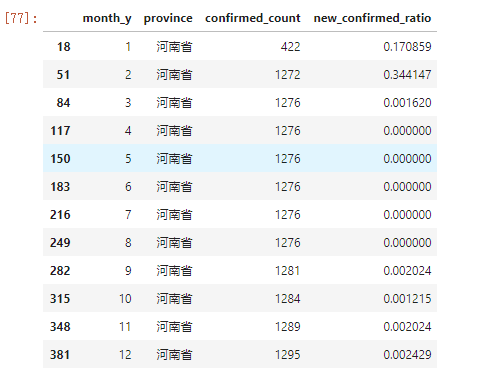 [77]:
month_y province confirmed_count new_confirmed_ratio
18 1 河南省 422 0.170859
51 2 河南省 1272 0.344147
84 3 河南省 1276 0.001620
117 4 河南省 1276 0.000000
150 5 河南省 1276 0.000000
183 6 河南省 1276 0.000000
216 7 河南省 1276 0.000000
249 8 河南省 1276 0.000000
282 9 河南省 1281 0.002024
315 10 河南省 1284 0.001215
348 11 河南省 1289 0.002024
381 12 河南省 1295 0.002429